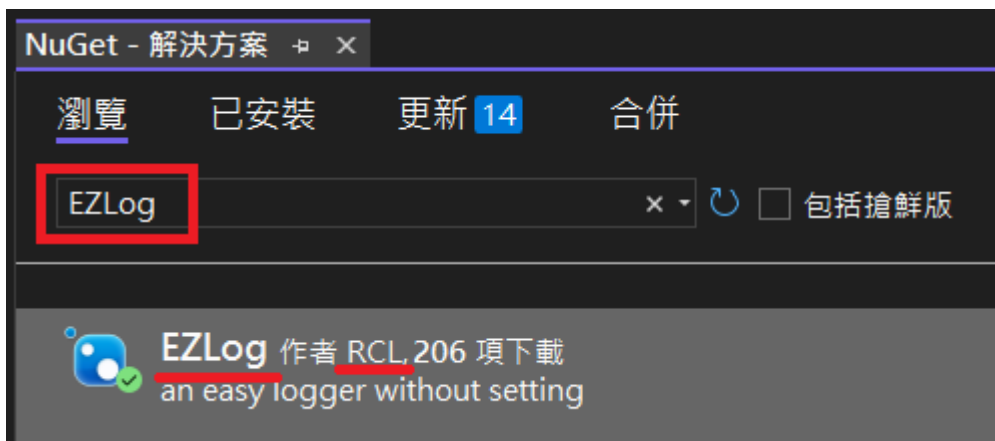 NuGet - 解決方案
瀏覽 已安裝 更新 14 合併
EZLog 包括搶鮮版
EZLog 作者 RCL, 206 項下載
an easy logger without setting